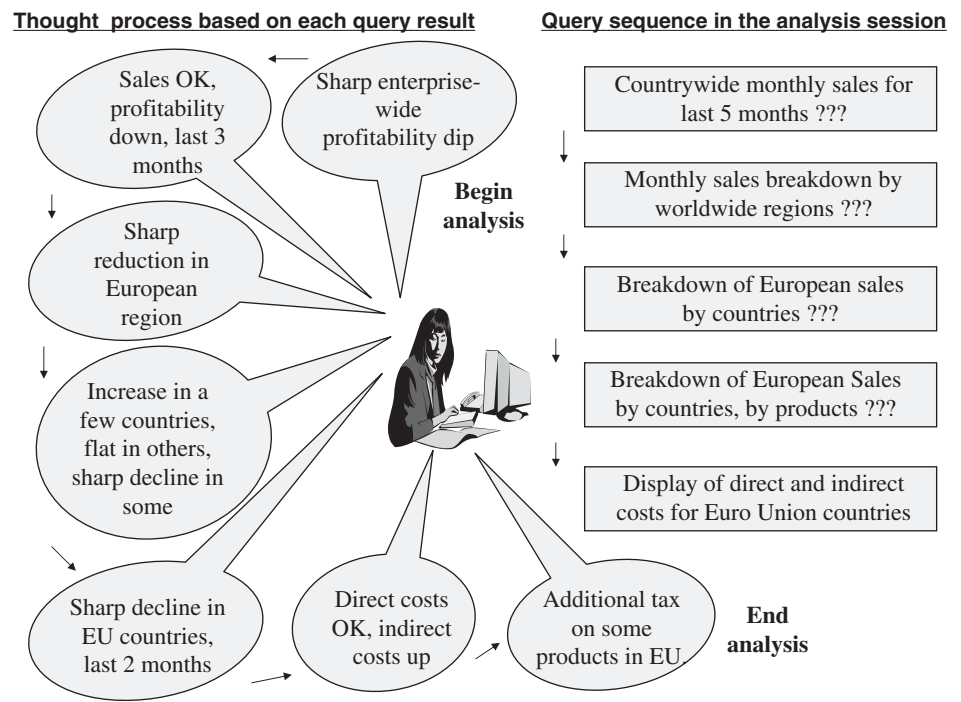 Thought process based on each query result
Query sequence in the analysis session
Sharp enterprise-
wide
profitability dip
Begin
analysis
Sales OK,
profitability
down, last 3
months
Sharp
reduction in
European
region
Increase in a
few countries,
flat in others,
sharp decline in
some
Sharp decline in
EU countries,
last 2 months
Direct costs
OK, indirect
costs up
Additional tax
on some
products in EU.
End
analysis
Countrywide monthly sales for
last 5 months ???
Monthly sales breakdown by
worldwide regions ???
Breakdown of European sales
by countries ???
Breakdown of European Sales
by countries, by products ???
Display of direct and indirect
costs for Euro Union countries